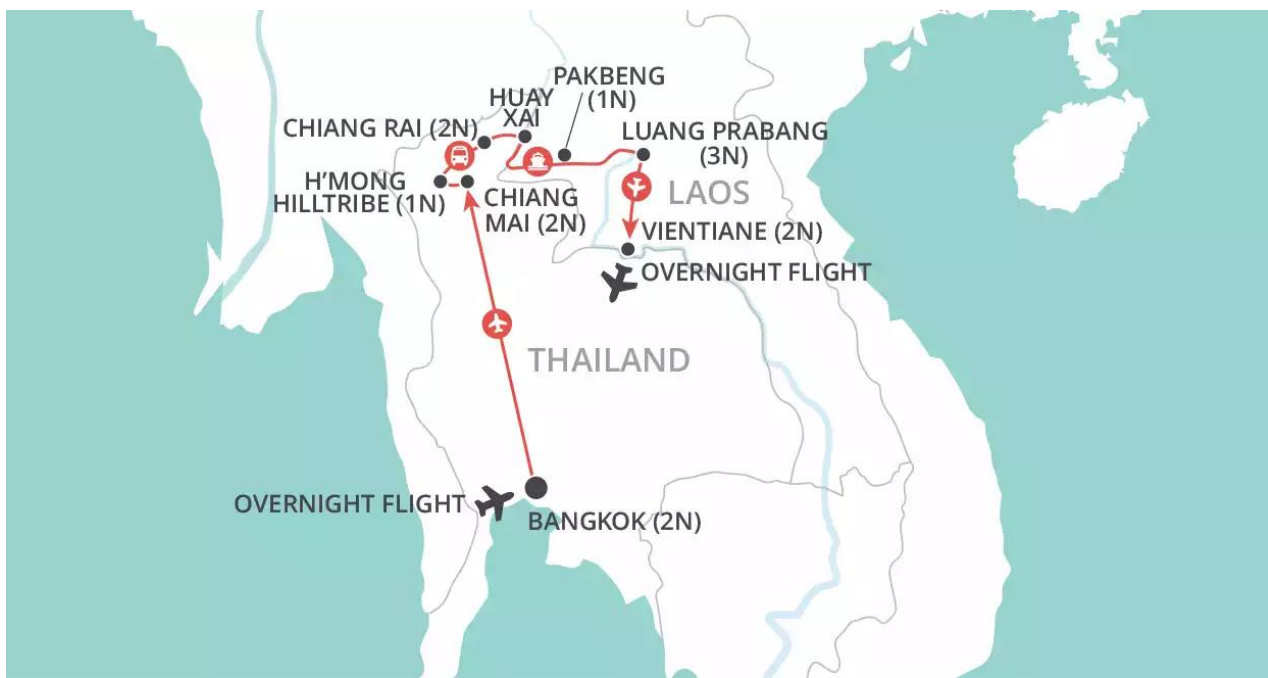 PAKBENG
(1N)
HUAY
XAI
CHIANG RAI (2N)
LUANG PRABANG
(3N)
H'MONG
HILLTRIBE (1N)
CHIANG
MAI (2N)
LAOS
VIENTIANE (2N)
OVERNIGHT FLIGHT
THAILAND
OVERNIGHT FLIGHT
BANGKOK (2N)